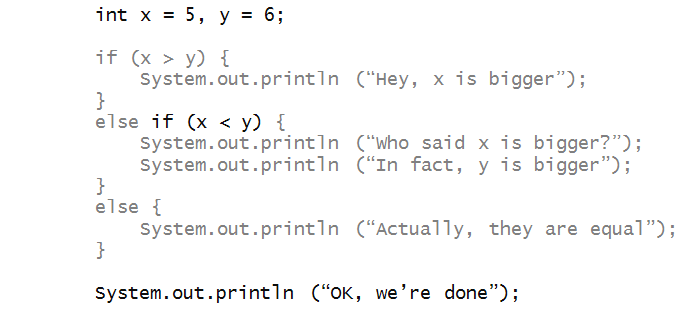 int x = 5, y = 6;
if (x > y) {
    System.out.println (“Hey, x is bigger”);
}
else if (x < y) {
    System.out.println (“Who said x is bigger?”);
    System.out.println (“In fact, y is bigger”);
}
else {
    System.out.println (“Actually, they are equal”);
}
System.out.println (“OK, we’re done”);